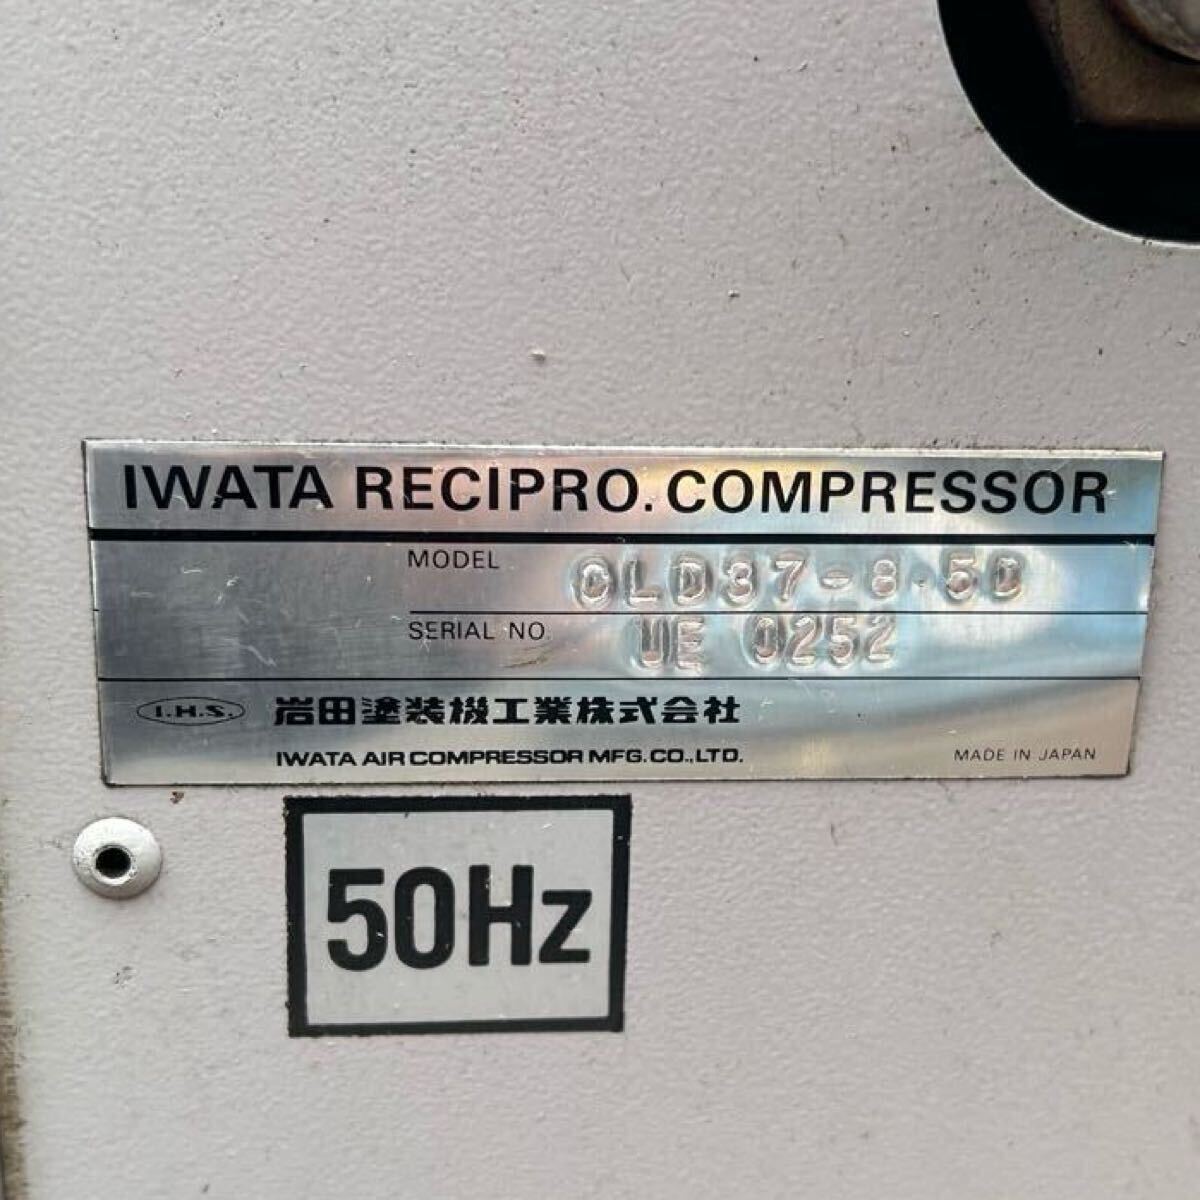 IWATA RECIPRO. COMPRESSOR
MODEL CLD37-8.5D
SERIAL NO. UE 0252
I.H.S. 岩田塗装機工業株式会社
IWATA AIR COMPRESSOR MFG. CO., LTD. MADE IN JAPAN
50Hz